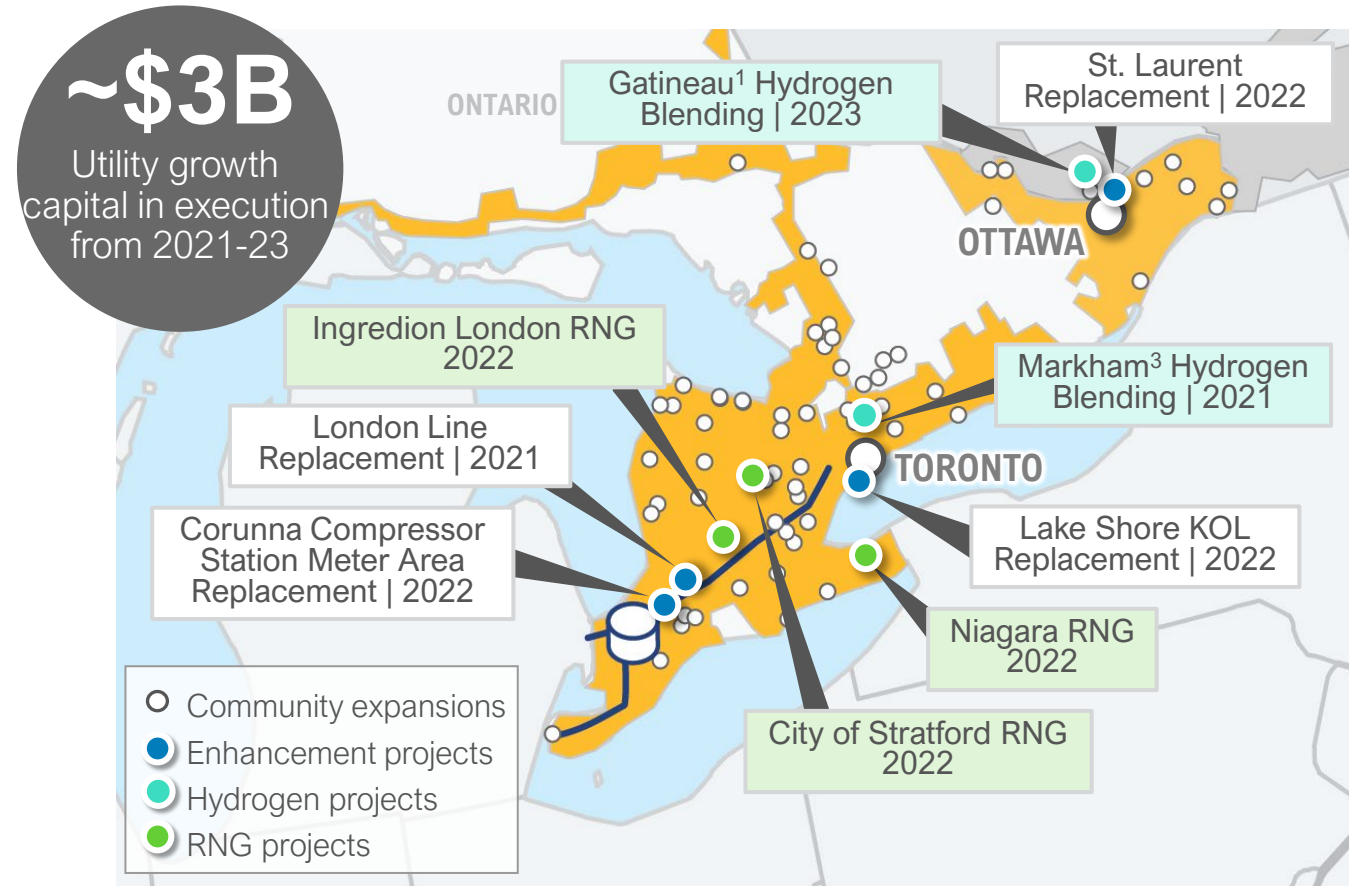 ~$3B
Utility growth
capital in execution
from 2021-23
ONTARIO
Gatineau¹ Hydrogen
Blending | 2023
St. Laurent
Replacement | 2022
OTTAWA
Ingredion London RNG
2022
Markham³ Hydrogen
Blending | 2021
London Line
Replacement | 2021
TORONTO
Corunna Compressor
Station Meter Area
Replacement | 2022
Lake Shore KOL
Replacement | 2022
Niagara RNG
2022
City of Stratford RNG
2022
Community expansions
Enhancement projects
Hydrogen projects
RNG projects